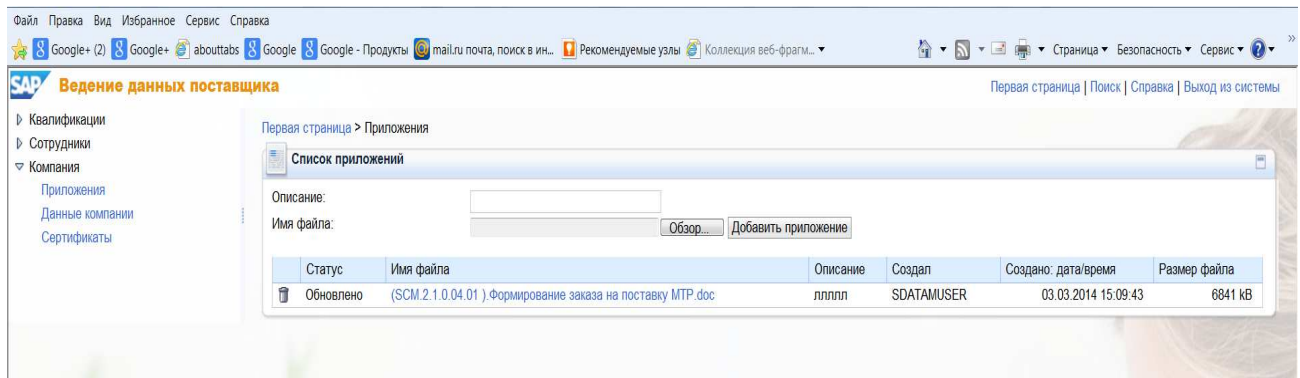 Файл Правка Вид Избранное Сервис Справка
Google+ (2) Google+ abouttabs Google Google - Продукты mail.ru почта, поиск в ин... Рекомендуемые узлы Коллекция веб-фрагм... Страница Безопасность Сервис »
SAP Ведение данных поставщика Первая страница | Поиск | Справка | Выход из системы
Квалификации
Сотрудники
Компания
Приложения
Данные компании
Сертификаты
Первая страница > Приложения
Список приложений
Описание:
Имя файла: Обзор... Добавить приложение
Статус Имя файла Описание Создал Создано: дата/время Размер файла
Обновлено (SCM.2.1.0.04.01 ).Формирование заказа на поставку МТР.doc ллллл SDATAMUSER 03.03.2014 15:09:43 6841 kB